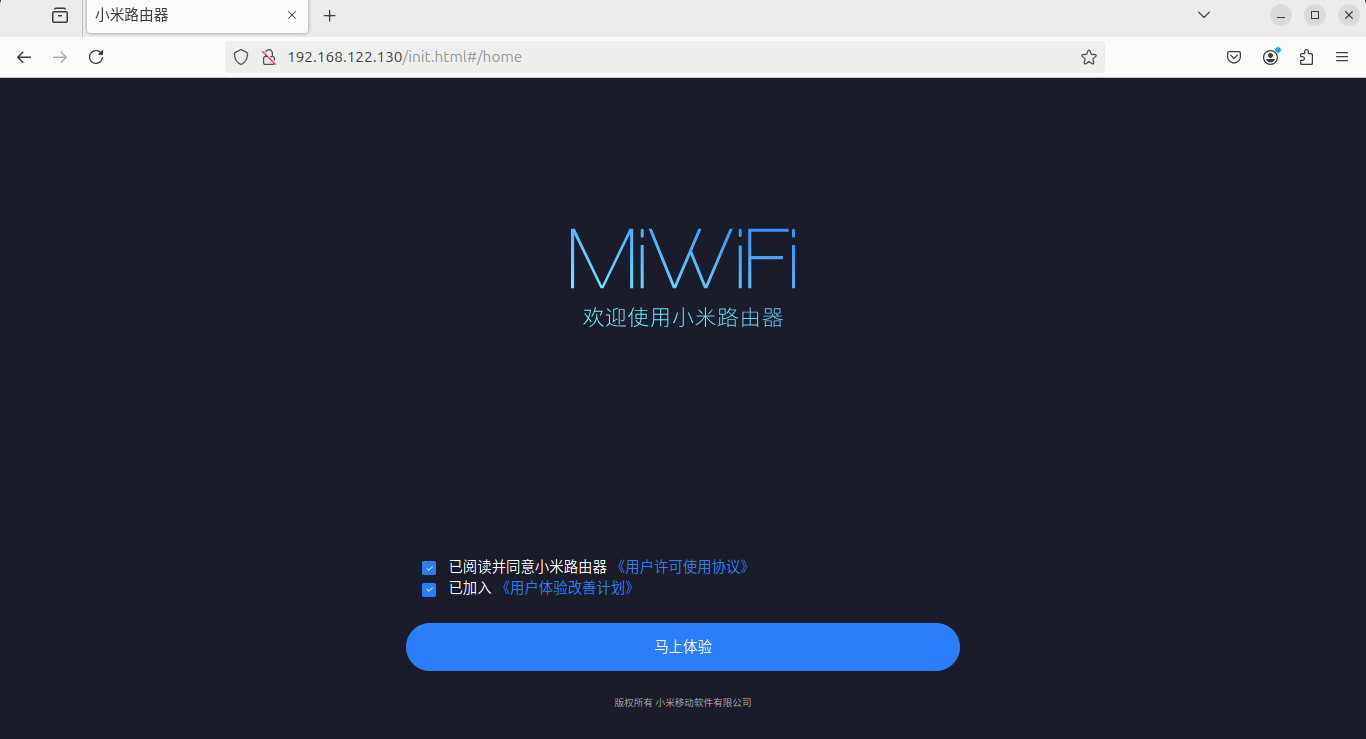 小米路由器
192.168.122.130/init.html#/home
MiWiFi
欢迎使用小米路由器
已阅读并同意小米路由器 《用户许可使用协议》
已加入 《用户体验改善计划》
马上体验
版权所有 小米移动软件有限公司